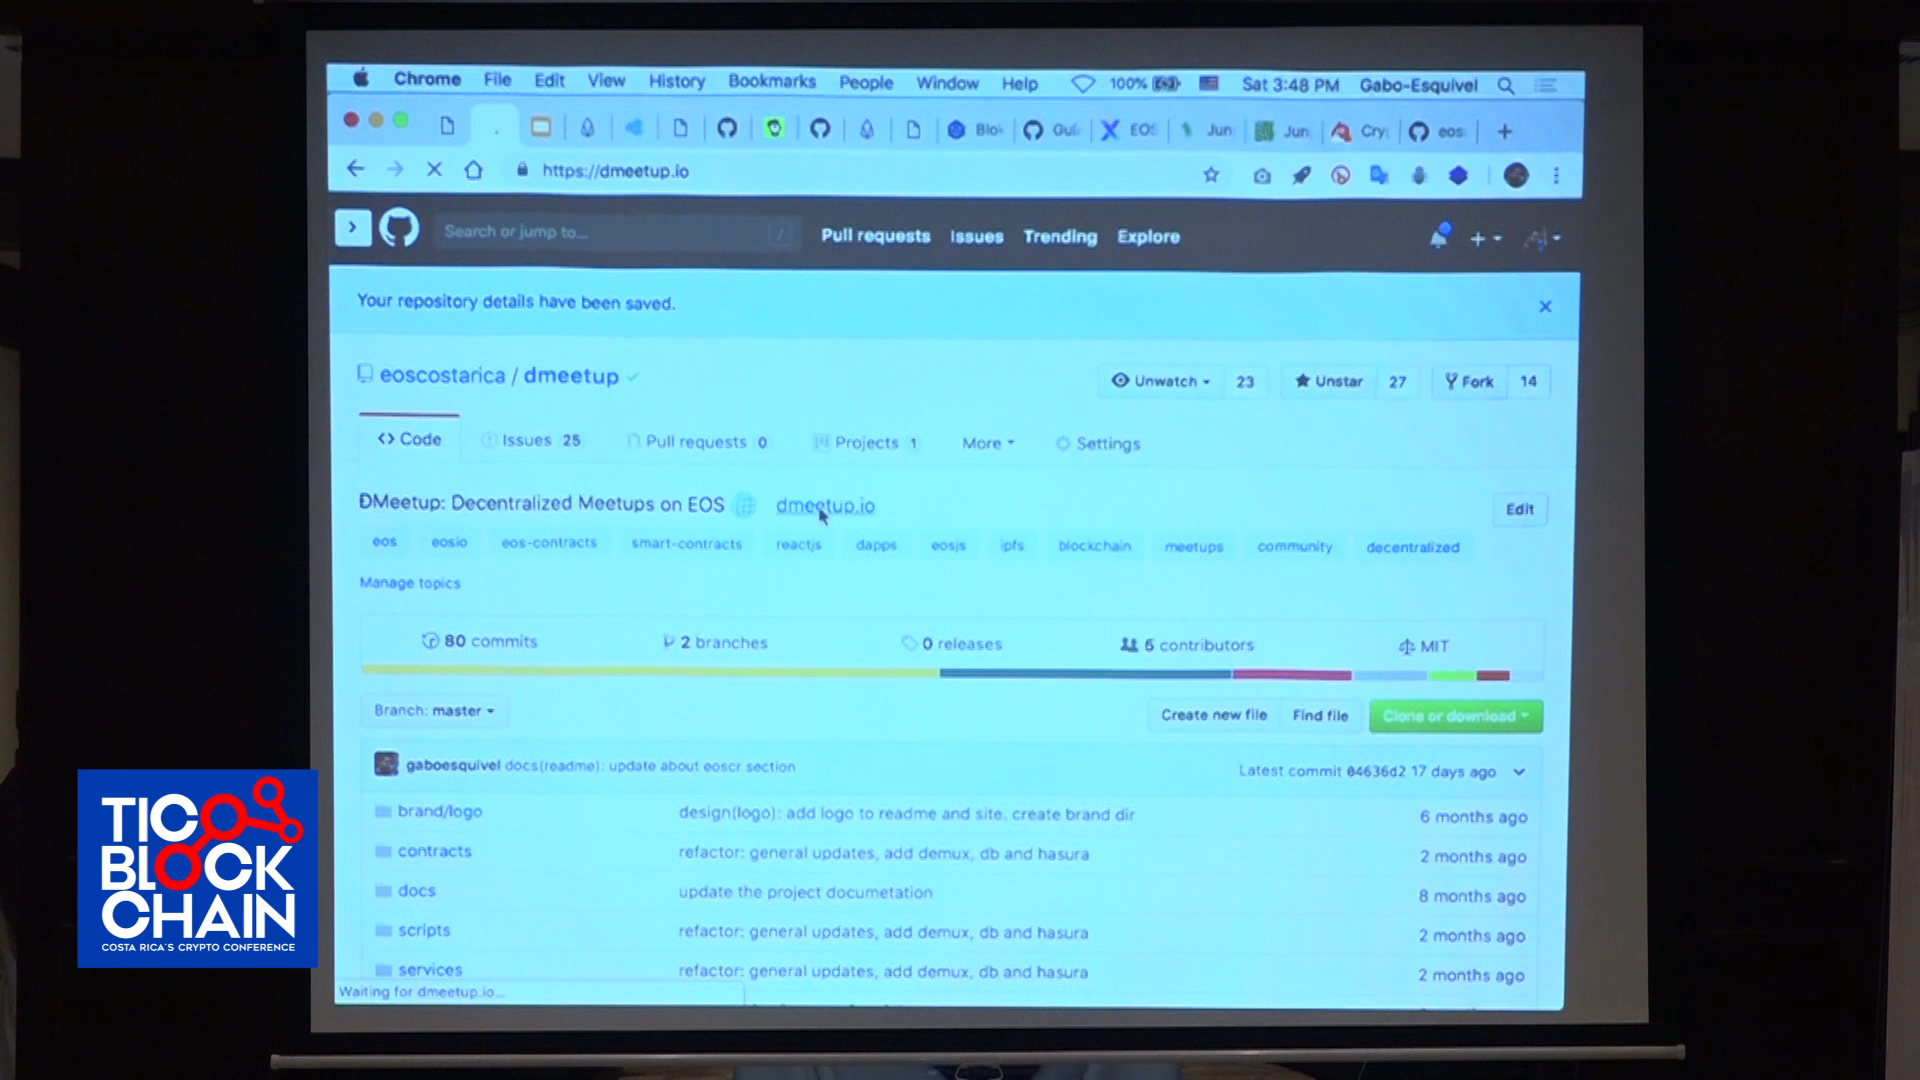 Chrome File Edit View History Bookmarks People Window Help 100% Sat 3:48 PM Gabo-Esquivel
Blo Gui EOS Jun Jun Cry eos
https://dmeetup.io
Search or jump to... / Pull requests Issues Trending Explore
Your repository details have been saved.
eoscostarica / dmeetup
Unwatch 23 Unstar 27 Fork 14
Code Issues 25 Pull requests 0 Projects 1 More Settings
ĐMeetup: Decentralized Meetups on EOS dmeetup.io Edit
eos eosio eos-contracts smart-contracts reactjs dapps eosjs ipfs blockchain meetups community decentralized
Manage topics
80 commits 2 branches 0 releases 6 contributors MIT
Branch: master Create new file Find file Clone or download
gaboesquivel docs(readme): update about eoscr section Latest commit 04636d2 17 days ago
brand/logo design(logo): add logo to readme and site. create brand dir 6 months ago
contracts refactor: general updates, add demux, db and hasura 2 months ago
docs update the project documetation 8 months ago
scripts refactor: general updates, add demux, db and hasura 2 months ago
services refactor: general updates, add demux, db and hasura 2 months ago
Waiting for dmeetup.io...
TICO
BLOCK
CHAIN
COSTA RICA'S CRYPTO CONFERENCE